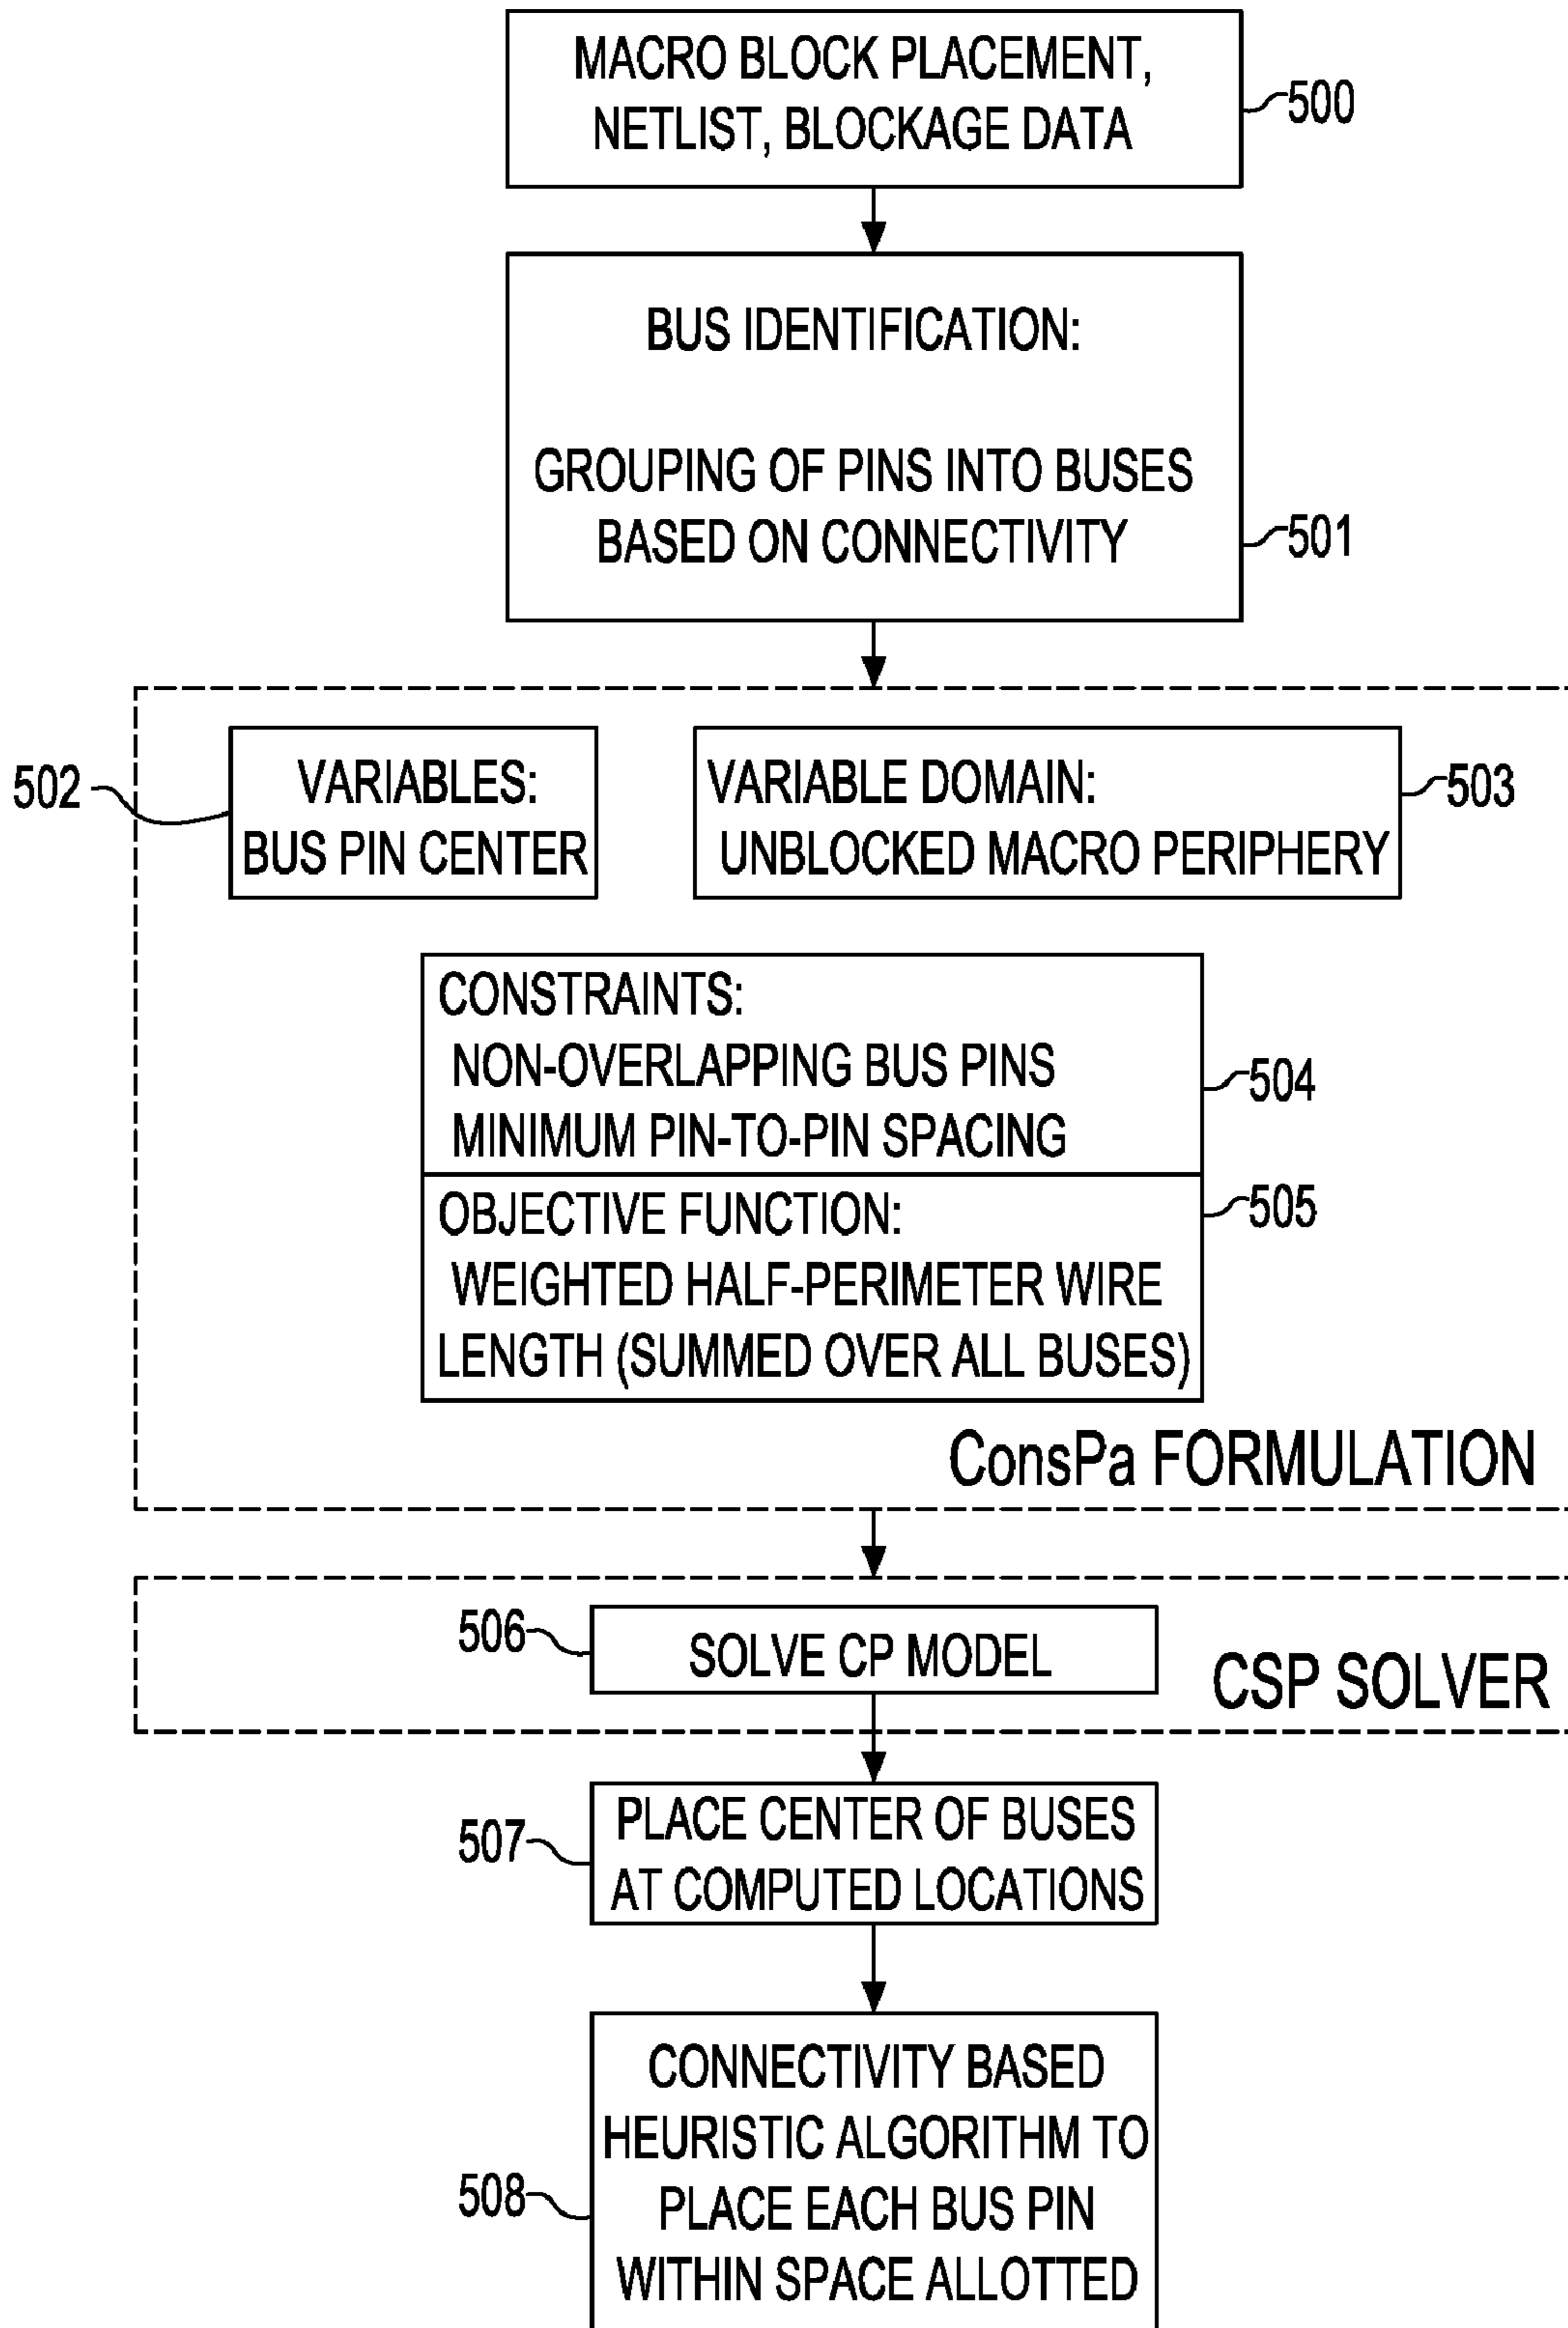 MACRO BLOCK PLACEMENT,
NETLIST, BLOCKAGE DATA
500
BUS IDENTIFICATION:
GROUPING OF PINS INTO BUSES
BASED ON CONNECTIVITY
501
502
VARIABLES:
BUS PIN CENTER
VARIABLE DOMAIN:
UNBLOCKED MACRO PERIPHERY
503
CONSTRAINTS:
NON-OVERLAPPING BUS PINS
MINIMUM PIN-TO-PIN SPACING
504
OBJECTIVE FUNCTION:
WEIGHTED HALF-PERIMETER WIRE
LENGTH (SUMMED OVER ALL BUSES)
505
ConsPa FORMULATION
506
SOLVE CP MODEL
CSP SOLVER
507
PLACE CENTER OF BUSES
AT COMPUTED LOCATIONS
508
CONNECTIVITY BASED
HEURISTIC ALGORITHM TO
PLACE EACH BUS PIN
WITHIN SPACE ALLOTTED